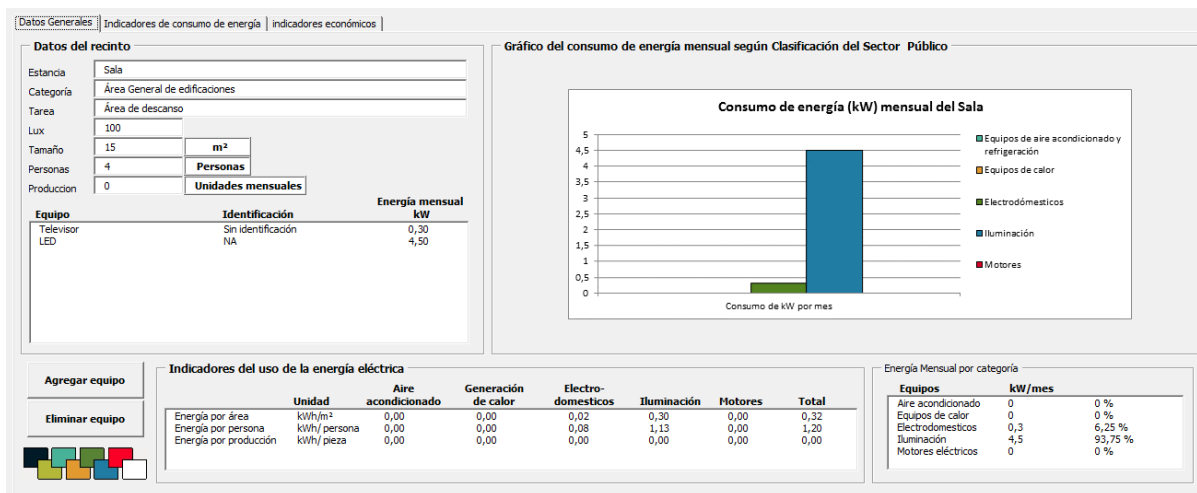 Datos Generales Indicadores de consumo de energía indicadores económicos
Datos del recinto
Estancia Sala
Categoría Área General de edificaciones
Tarea Área de descanso
Lux 100
Tamaño 15 m²
Personas 4 Personas
Produccion 0 Unidades mensuales
Energía mensual
Equipo Identificación kW
Televisor Sin identificación 0,30
LED NA 4,50
Gráfico del consumo de energía mensual según Clasificación del Sector Público
Consumo de energía (kW) mensual del Sala
5
4,5
4
3,5
3
2,5
2
1,5
1
0,5
0
Consumo de kW por mes
Equipos de aire acondicionado y
refrigeración
Equipos de calor
Electrodómesticos
Iluminación
Motores
Agregar equipo
Eliminar equipo
Indicadores del uso de la energía eléctrica
Aire Generación Electro-
Unidad acondicionado de calor domesticos Iluminación Motores Total
Energía por área kWh/m² 0,00 0,00 0,02 0,30 0,00 0,32
Energía por persona kWh/ persona 0,00 0,00 0,08 1,13 0,00 1,20
Energía por producción kWh/ pieza 0,00 0,00 0,00 0,00 0,00 0,00
Energía Mensual por categoría
Equipos kW/mes
Aire acondicionado 0 0 %
Equipos de calor 0 0 %
Electrodomesticos 0,3 6,25 %
Iluminación 4,5 93,75 %
Motores eléctricos 0 0 %